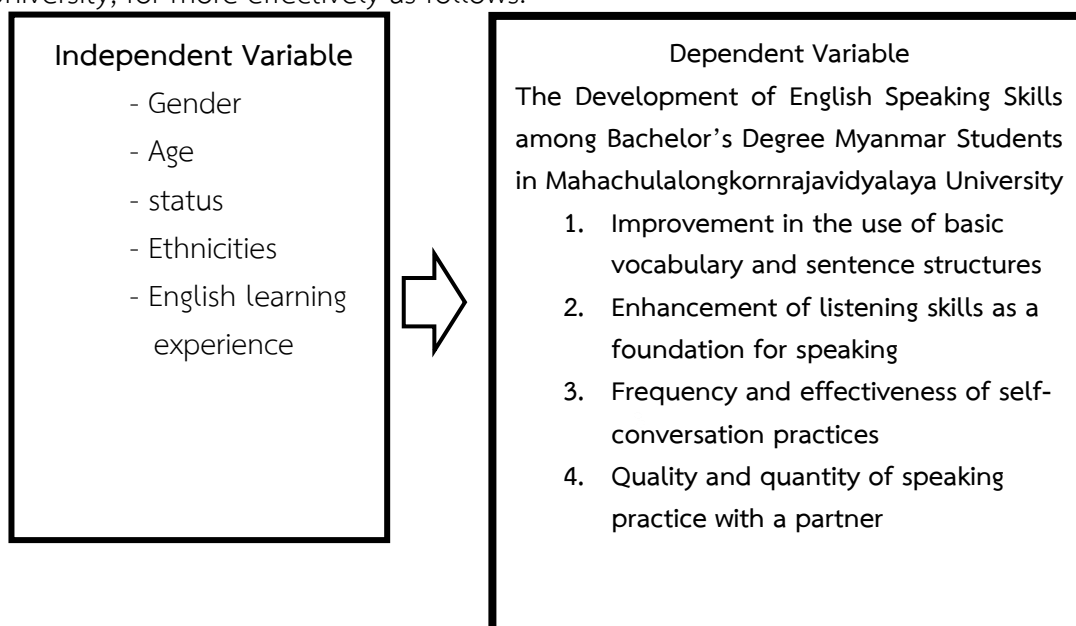 University, for more effectively as follows:
Independent Variable
- Gender
- Age
- status
- Ethnicities
- English learning
experience
Dependent Variable
The Development of English Speaking Skills
among Bachelor's Degree Myanmar Students
in Mahachulalongkornrajavidyalaya University
1. Improvement in the use of basic
vocabulary and sentence structures
2. Enhancement of listening skills as a
foundation for speaking
3. Frequency and effectiveness of self-
conversation practices
4. Quality and quantity of speaking
practice with a partner